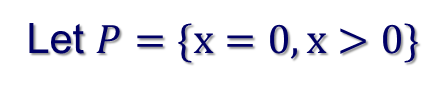 Let P = {x = 0, x > 0}